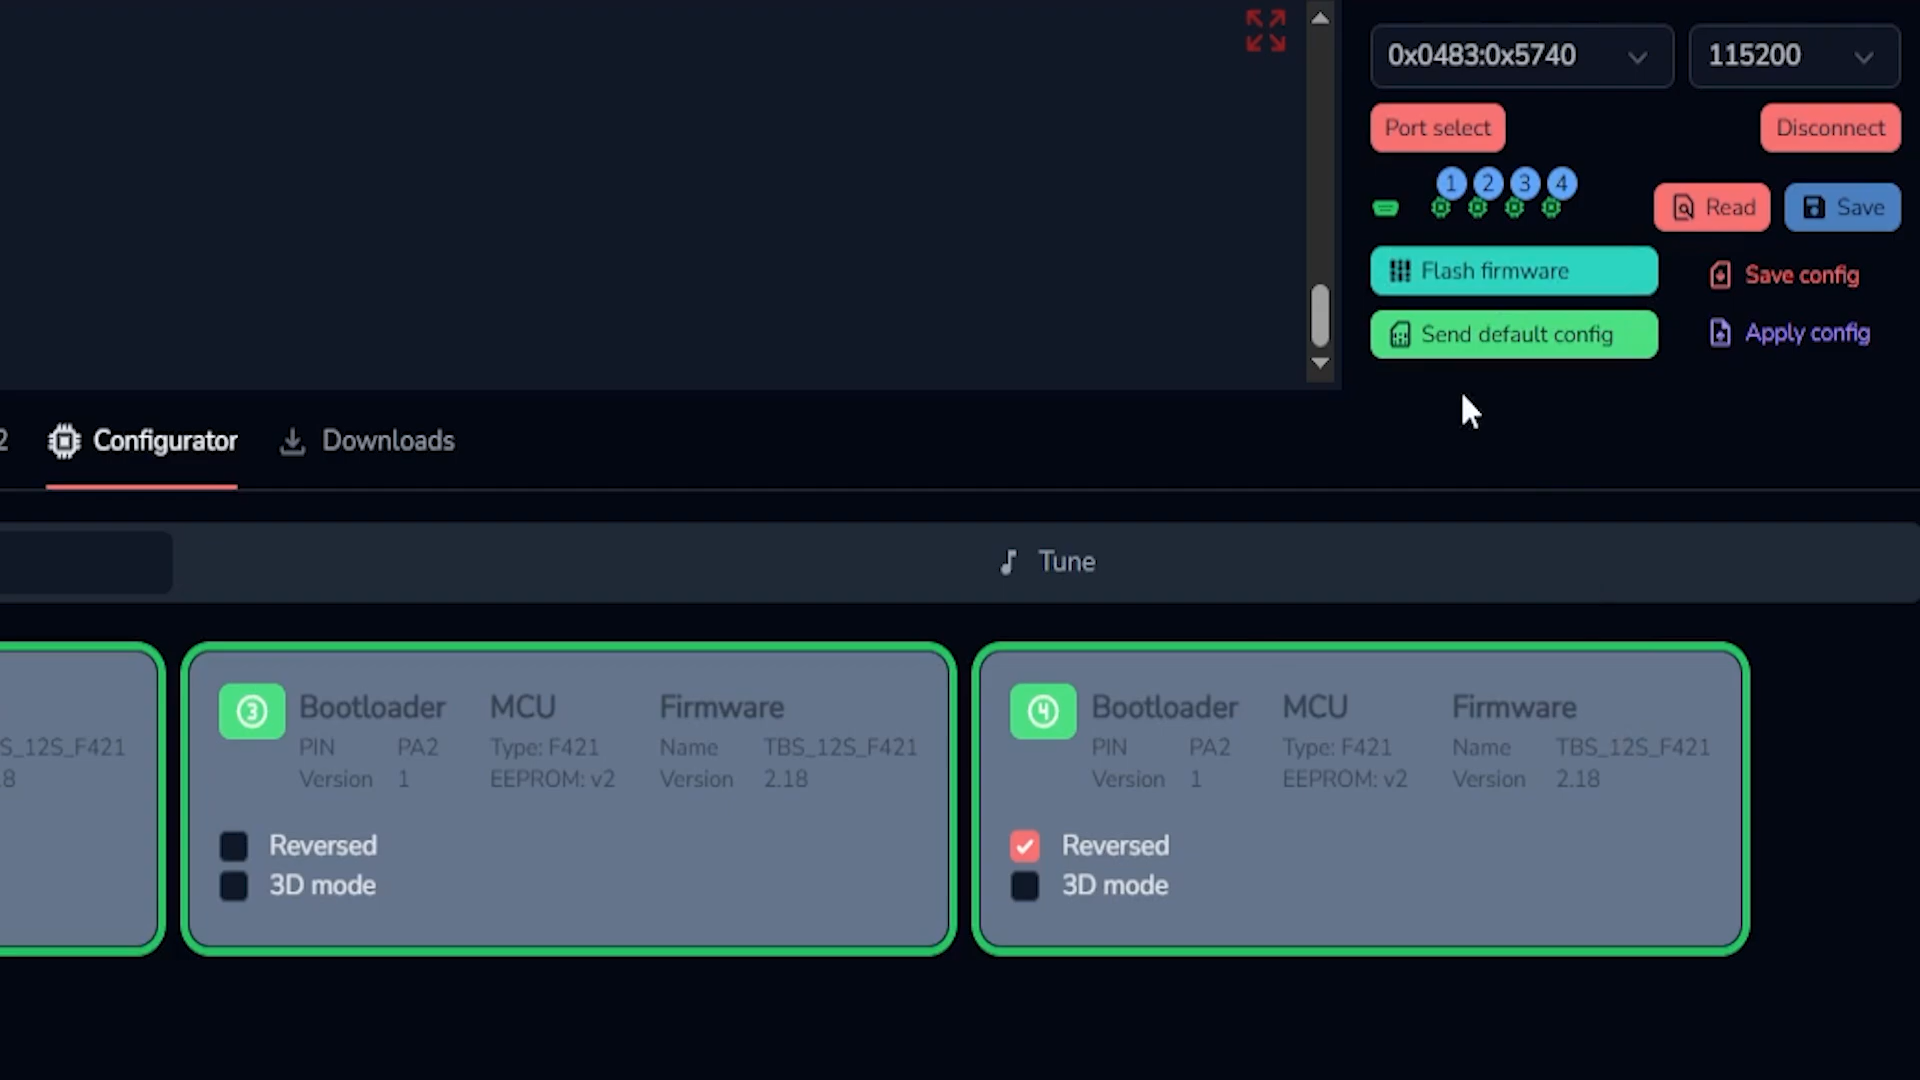 0x0483:0x5740
115200
Port select
Disconnect
1 2 3 4
Read
Save
Flash firmware
Save config
Send default config
Apply config
2
Configurator
Downloads
Tune
S_12S_F421
18
3
Bootloader MCU Firmware
PIN PA2 Type: F421 Name TBS_12S_F421
Version 1 EEPROM: v2 Version 2.18
Reversed
3D mode
4
Bootloader MCU Firmware
PIN PA2 Type: F421 Name TBS_12S_F421
Version 1 EEPROM: v2 Version 2.18
Reversed
3D mode